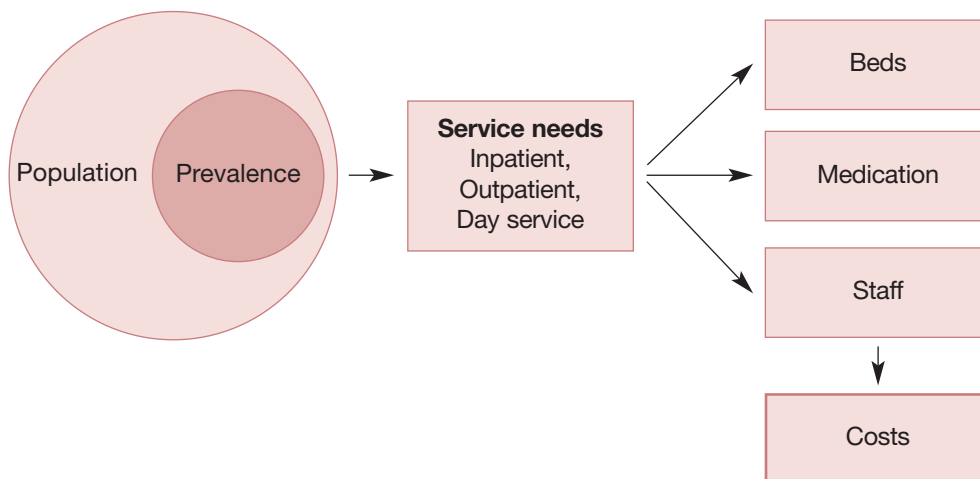 Population
Prevalence
Service needs
Inpatient,
Outpatient,
Day service
Beds
Medication
Staff
Costs